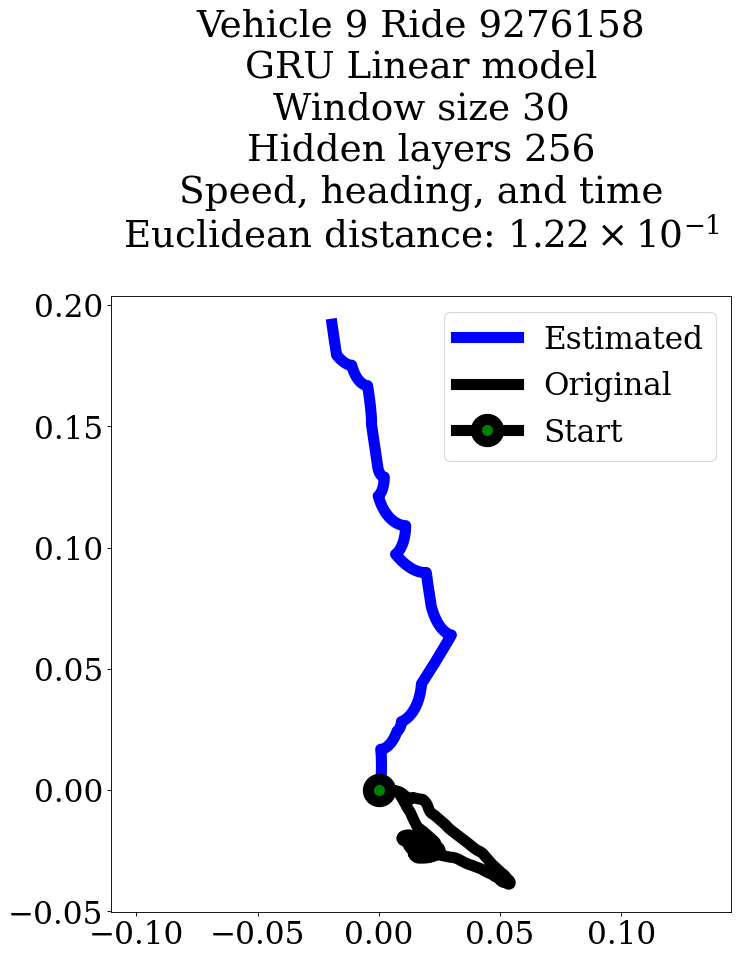 Vehicle 9 Ride 9276158
GRU Linear model
Window size 30
Hidden layers 256
Speed, heading, and time
Euclidean distance: 1.22 × 10⁻¹
0.20
0.15
0.10
0.05
0.00
−0.05
Estimated
Original
Start
−0.10
−0.05
0.00
0.05
0.10